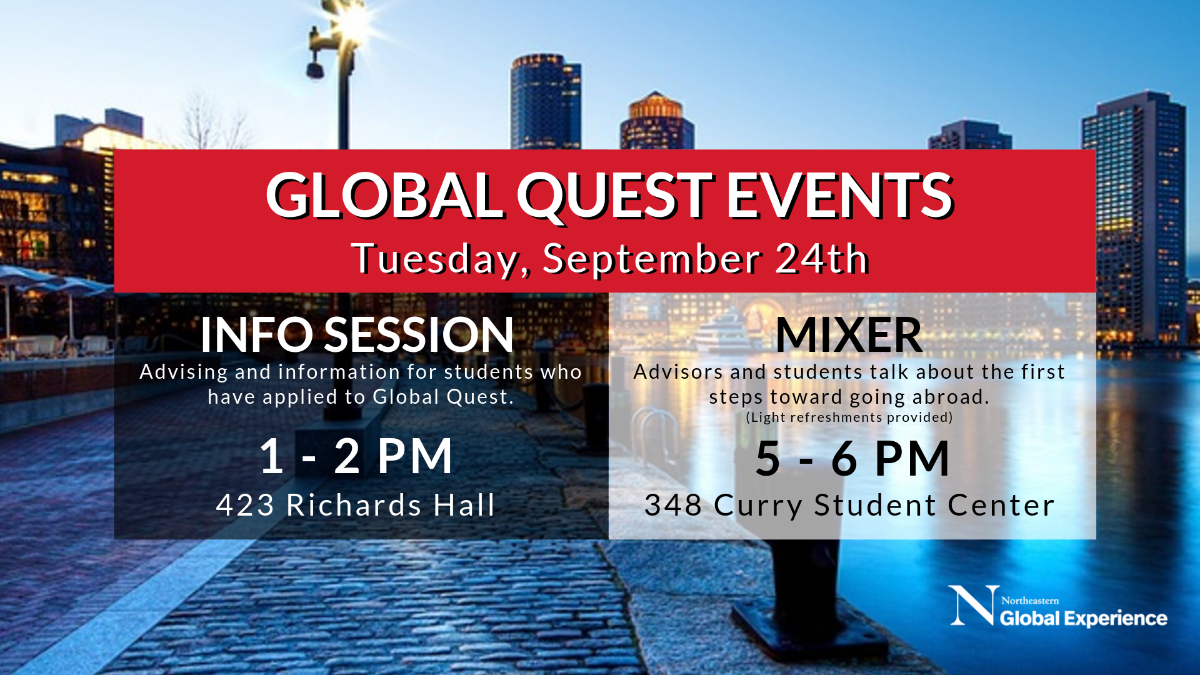 GLOBAL QUEST EVENTS
Tuesday, September 24th
INFO SESSION
Advising and information for students who
have applied to Global Quest.
1 - 2 PM
423 Richards Hall
MIXER
Advisors and students talk about the first
steps toward going abroad.
(Light refreshments provided)
5 - 6 PM
348 Curry Student Center
N Northeastern
Global Experience